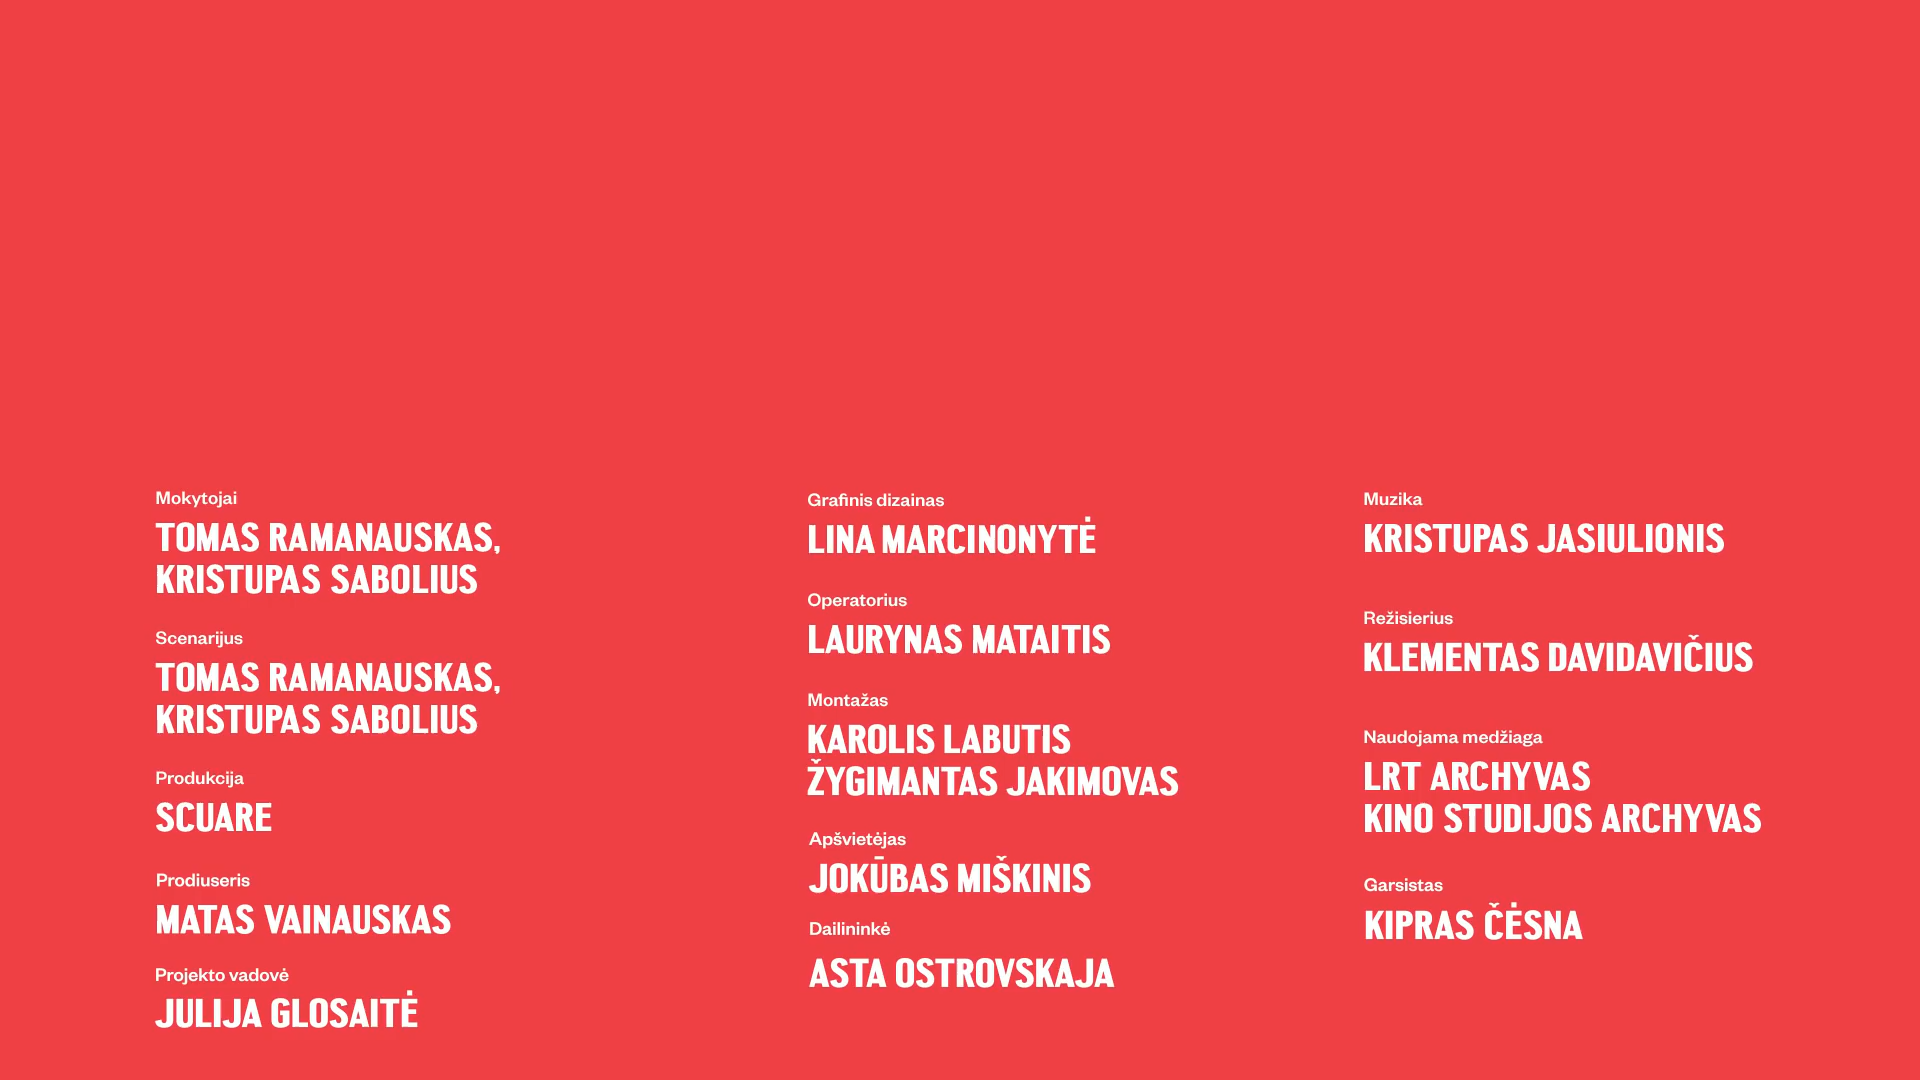 Mokytojai
TOMAS RAMANAUSKAS,
KRISTUPAS SABOLIUS
Scenarijus
TOMAS RAMANAUSKAS,
KRISTUPAS SABOLIUS
Produkcija
SCUARE
Prodiuseris
MATAS VAINAUSKAS
Projekto vadovė
JULIJA GLOSAITĖ
Grafinis dizainas
LINA MARCINONYTĖ
Operatorius
LAURYNAS MATAITIS
Montažas
KAROLIS LABUTIS
ŽYGIMANTAS JAKIMOVAS
Apšvietėjas
JOKŪBAS MIŠKINIS
Dailininkė
ASTA OSTROVSKAJA
Muzika
KRISTUPAS JASIULIONIS
Režisierius
KLEMENTAS DAVIDAVIČIUS
Naudojama medžiaga
LRT ARCHYVAS
KINO STUDIJOS ARCHYVAS
Garsistas
KIPRAS ČĖSNA